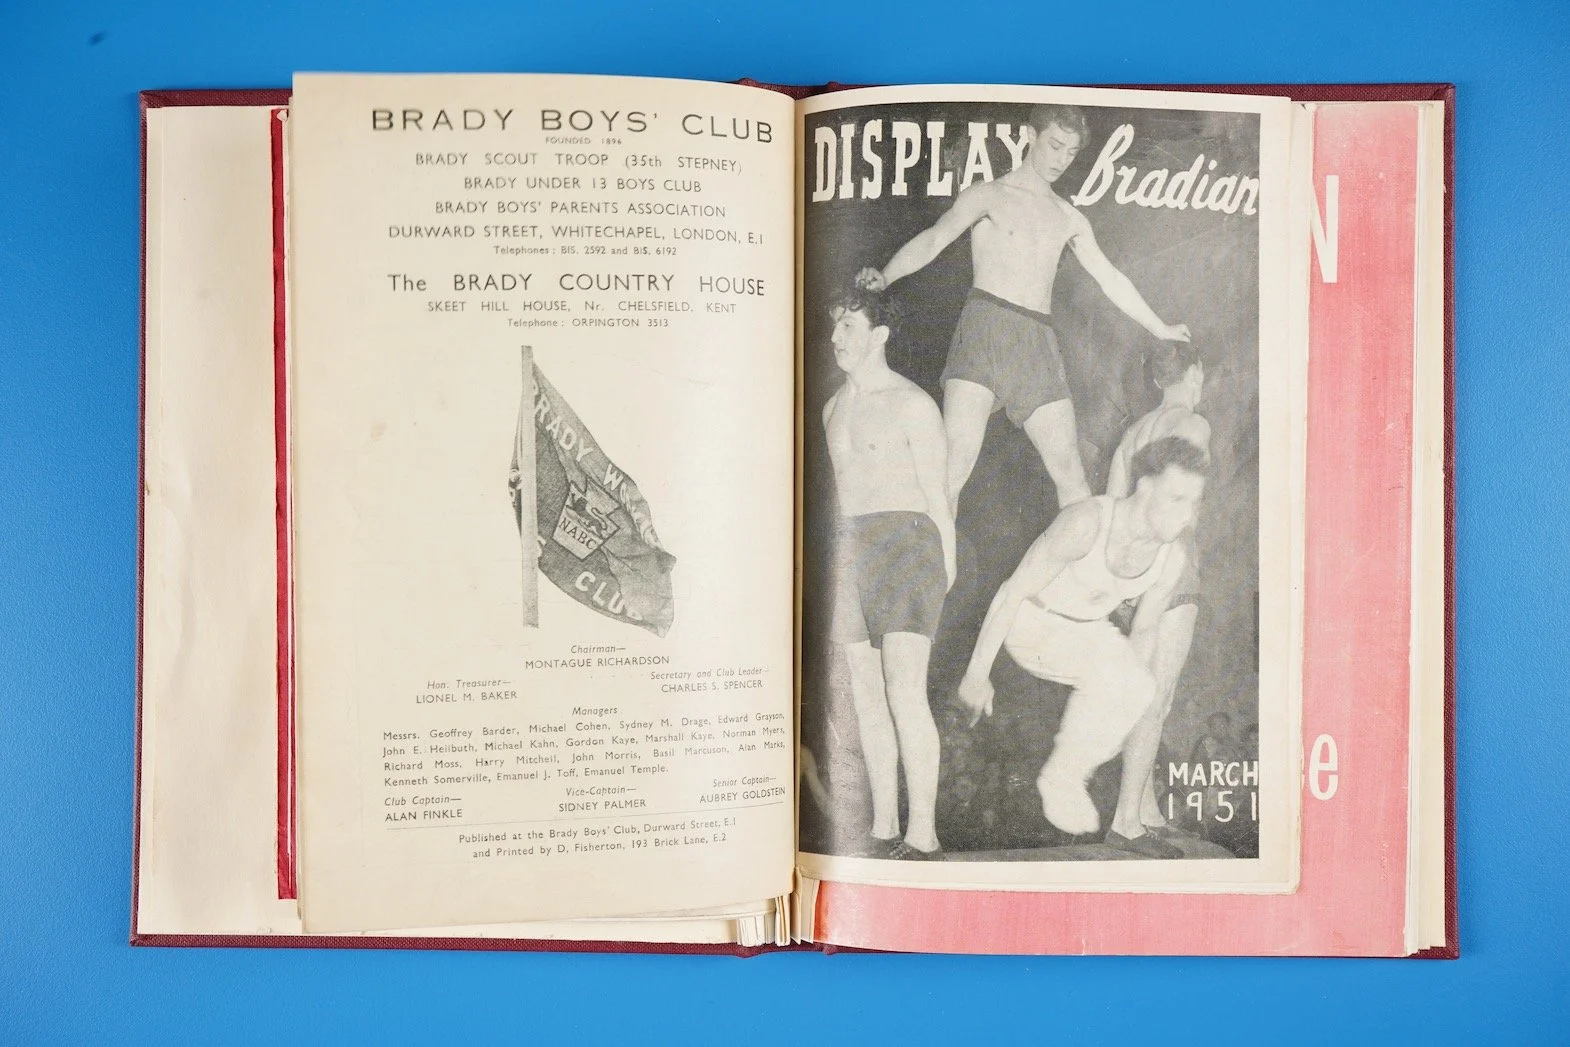 BRADY BOYS' CLUB
FOUNDED 1896
BRADY SCOUT TROOP (35th STEPNEY)
BRADY UNDER 13 BOYS CLUB
BRADY BOYS' PARENTS ASSOCIATION
DURWARD STREET, WHITECHAPEL, LONDON, E.1
Telephones: BIS. 2592 and BIS. 6192
The BRADY COUNTRY HOUSE
SKEET HILL HOUSE, Nr. CHELSFIELD, KENT
Telephone: ORPINGTON 3513
BRADY
NABC
CLUB
Chairman—
MONTAGUE RICHARDSON
Hon. Treasurer—
LIONEL M. BAKER
Secretary and Club Leader—
CHARLES S. SPENCER
Managers
Messrs. Geoffrey Barder, Michael Cohen, Sydney M. Drage, Edward Grayson,
John E. Heilbuth, Michael Kahn, Gordon Kaye, Marshall Kaye, Norman Myers,
Richard Moss, Harry Mitchell, John Morris, Basil Marcuson, Alan Marks,
Kenneth Somerville, Emanuel J. Toff, Emanuel Temple.
Club Captain—
ALAN FINKLE
Vice-Captain—
SIDNEY PALMER
Senior Captain—
AUBREY GOLDSTEIN
Published at the Brady Boys' Club, Durward Street, E.1
and Printed by D. Fisherton, 193 Brick Lane, E.2
DISPLAY Bradian
MARCH
1951
N
e